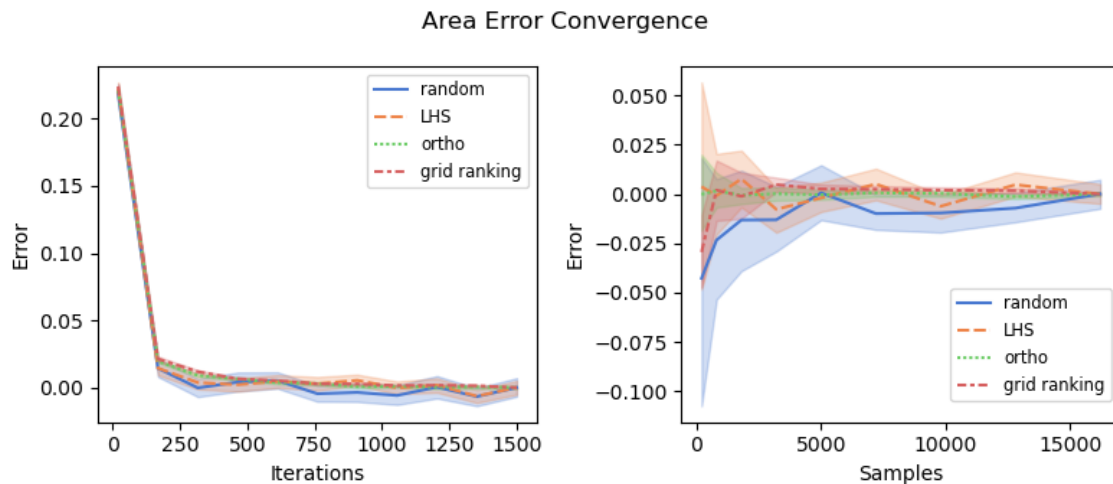 Area Error Convergence
0.20
0.15
0.10
0.05
0.00
Error
0
250
500
750
1000
1250
1500
Iterations
random
LHS
ortho
grid ranking
0.050
0.025
0.000
−0.025
−0.050
−0.075
−0.100
Error
0
5000
10000
15000
Samples
random
LHS
ortho
grid ranking